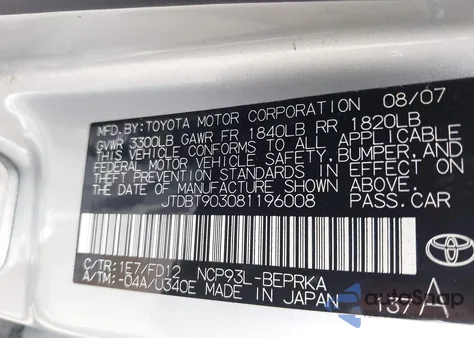 MFD. BY: TOYOTA MOTOR CORPORATION 08/07
GVWR 3300LB GAWR FR 1840LB RR 1820LB
THIS VEHICLE CONFORMS TO ALL APPLICABLE
FEDERAL MOTOR VEHICLE SAFETY, BUMPER, AND
THEFT PREVENTION STANDARDS IN EFFECT ON
THE DATE OF MANUFACTURE SHOWN ABOVE.
JTDBT903081196008 PASS.CAR
C/TR: 1E7/FD12 NCP93L-BEPRKA
A/TM: -04A/U340E MADE IN JAPAN 137 A
TOYOTA
autoSnap